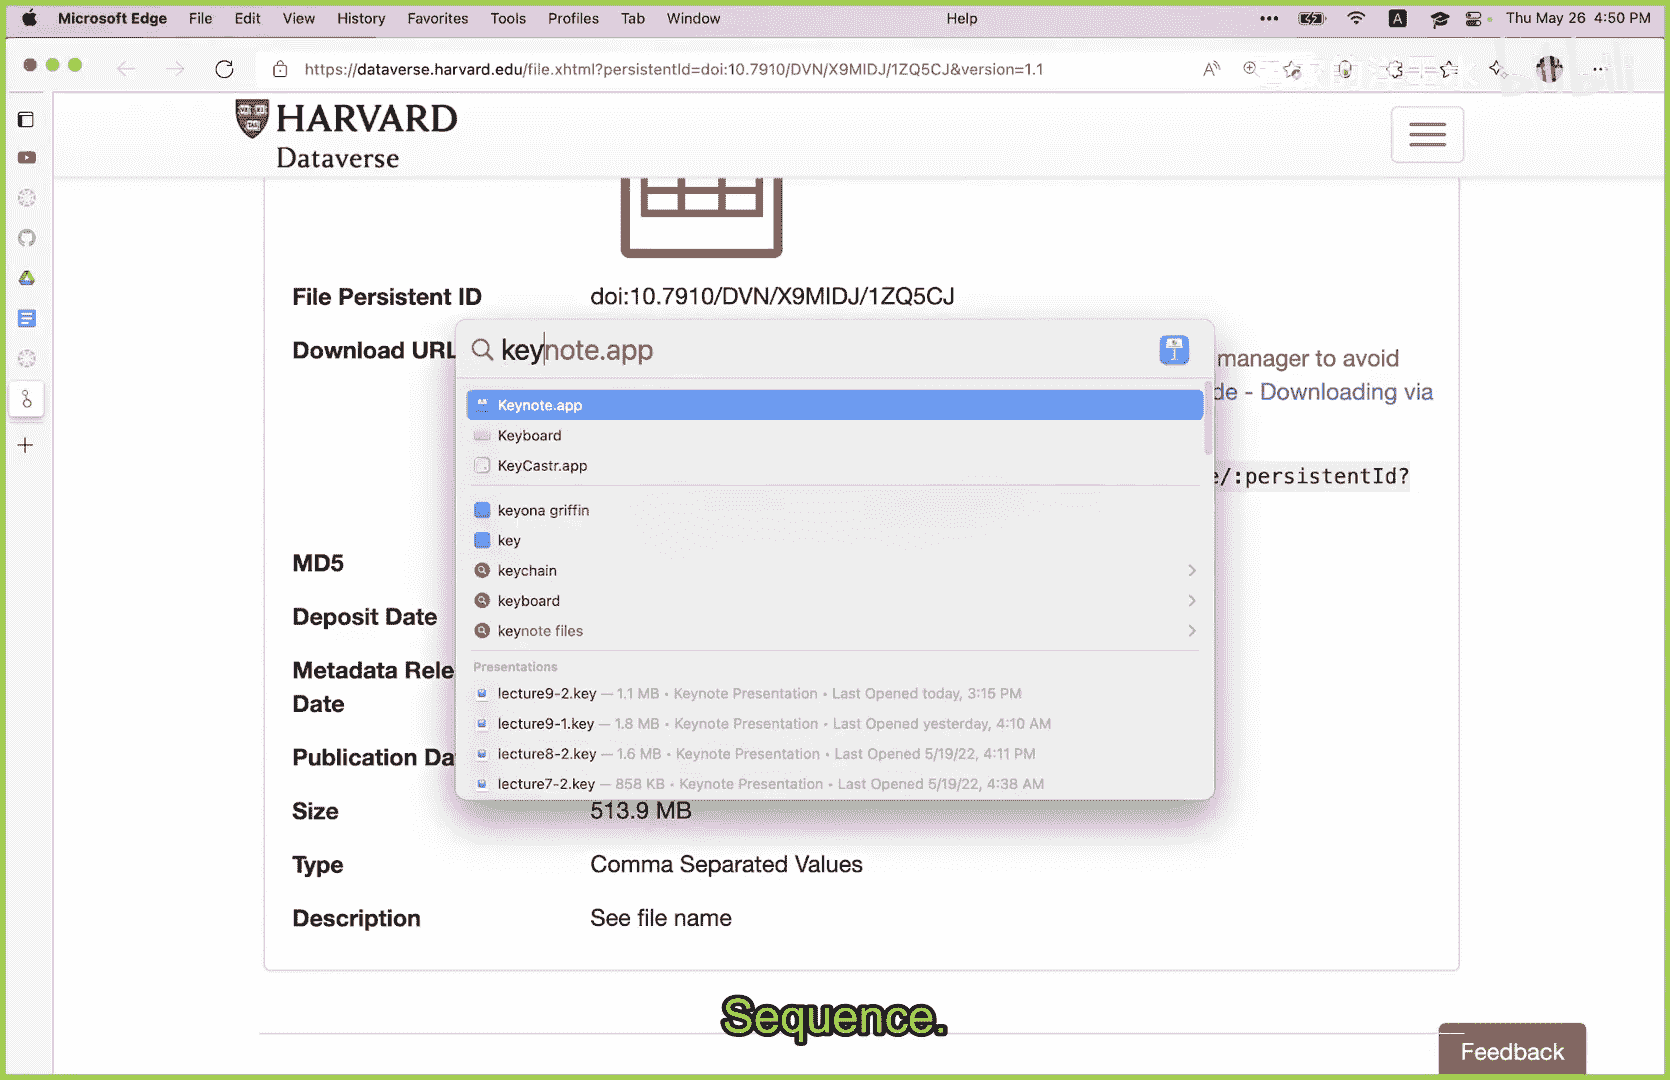 Microsoft Edge File Edit View History Favorites Tools Profiles Tab Window Help A Thu May 26 4:50 PM
https://dataverse.harvard.edu/file.xhtml?persistentId=doi:10.7910/DVN/X9MIDJ/1ZQ5CJ&version=1.1
HARVARD
Dataverse
File Persistent ID doi:10.7910/DVN/X9MIDJ/1ZQ5CJ
Download URL
manager to avoid
de - Downloading via
e/:persistentId?
keynote.app
Keynote.app
Keyboard
KeyCastr.app
keyona griffin
key
keychain
keyboard
keynote files
Presentations
lecture9-2.key — 1.1 MB • Keynote Presentation • Last Opened today, 3:15 PM
lecture9-1.key — 1.8 MB • Keynote Presentation • Last Opened yesterday, 4:10 AM
lecture8-2.key — 1.6 MB • Keynote Presentation • Last Opened 5/19/22, 4:11 PM
lecture7-2.key — 858 KB • Keynote Presentation • Last Opened 5/19/22, 4:38 AM
MD5
Deposit Date
Metadata Rele
Date
Publication Da
Size 513.9 MB
Type Comma Separated Values
Description See file name
Sequence.
Feedback